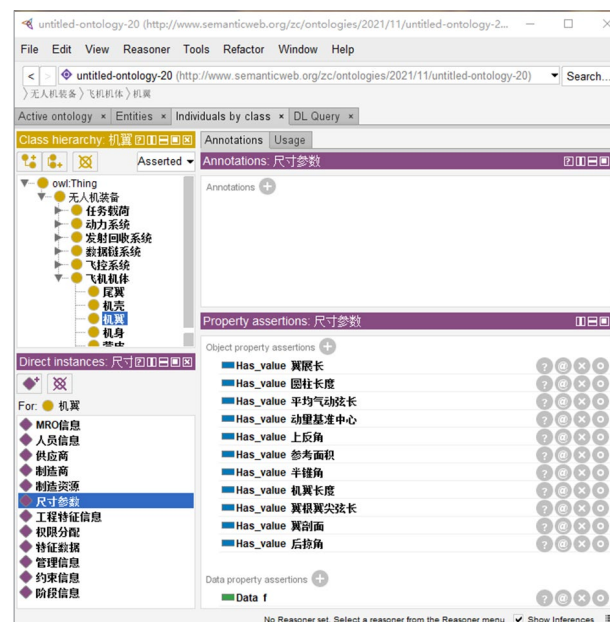 untitled-ontology-20 (http://www.semanticweb.org/zc/ontologies/2021/11/untitled-ontology-2...
File Edit View Reasoner Tools Refactor Window Help
untitled-ontology-20 (http://www.semanticweb.org/zc/ontologies/2021/11/untitled-ontology-20) Search...
无人机装备 〉飞机机体 〉机翼
Active ontology × Entities × Individuals by class × DL Query ×
Class hierarchy: 机翼
Asserted
owl:Thing
无人机装备
任务载荷
动力系统
发射回收系统
数据链系统
飞控系统
飞机机体
尾翼
机壳
机翼
机身
蒙皮
Direct instances: 尺寸
For: 机翼
MRO信息
人员信息
供应商
制造商
制造资源
尺寸参数
工程特征信息
权限分配
特征数据
管理信息
约束信息
阶段信息
Annotations Usage
Annotations: 尺寸参数
Annotations
Property assertions: 尺寸参数
Object property assertions
Has_value 翼展长
Has_value 圆柱长度
Has_value 平均气动弦长
Has_value 动里基准中心
Has_value 上反角
Has_value 参考面积
Has_value 半锥角
Has_value 机翼长度
Has_value 翼根翼尖弦长
Has_value 翼剖面
Has_value 后掠角
Data property assertions
Data f
No Reasoner set. Select a reasoner from the Reasoner menu Show Inferences